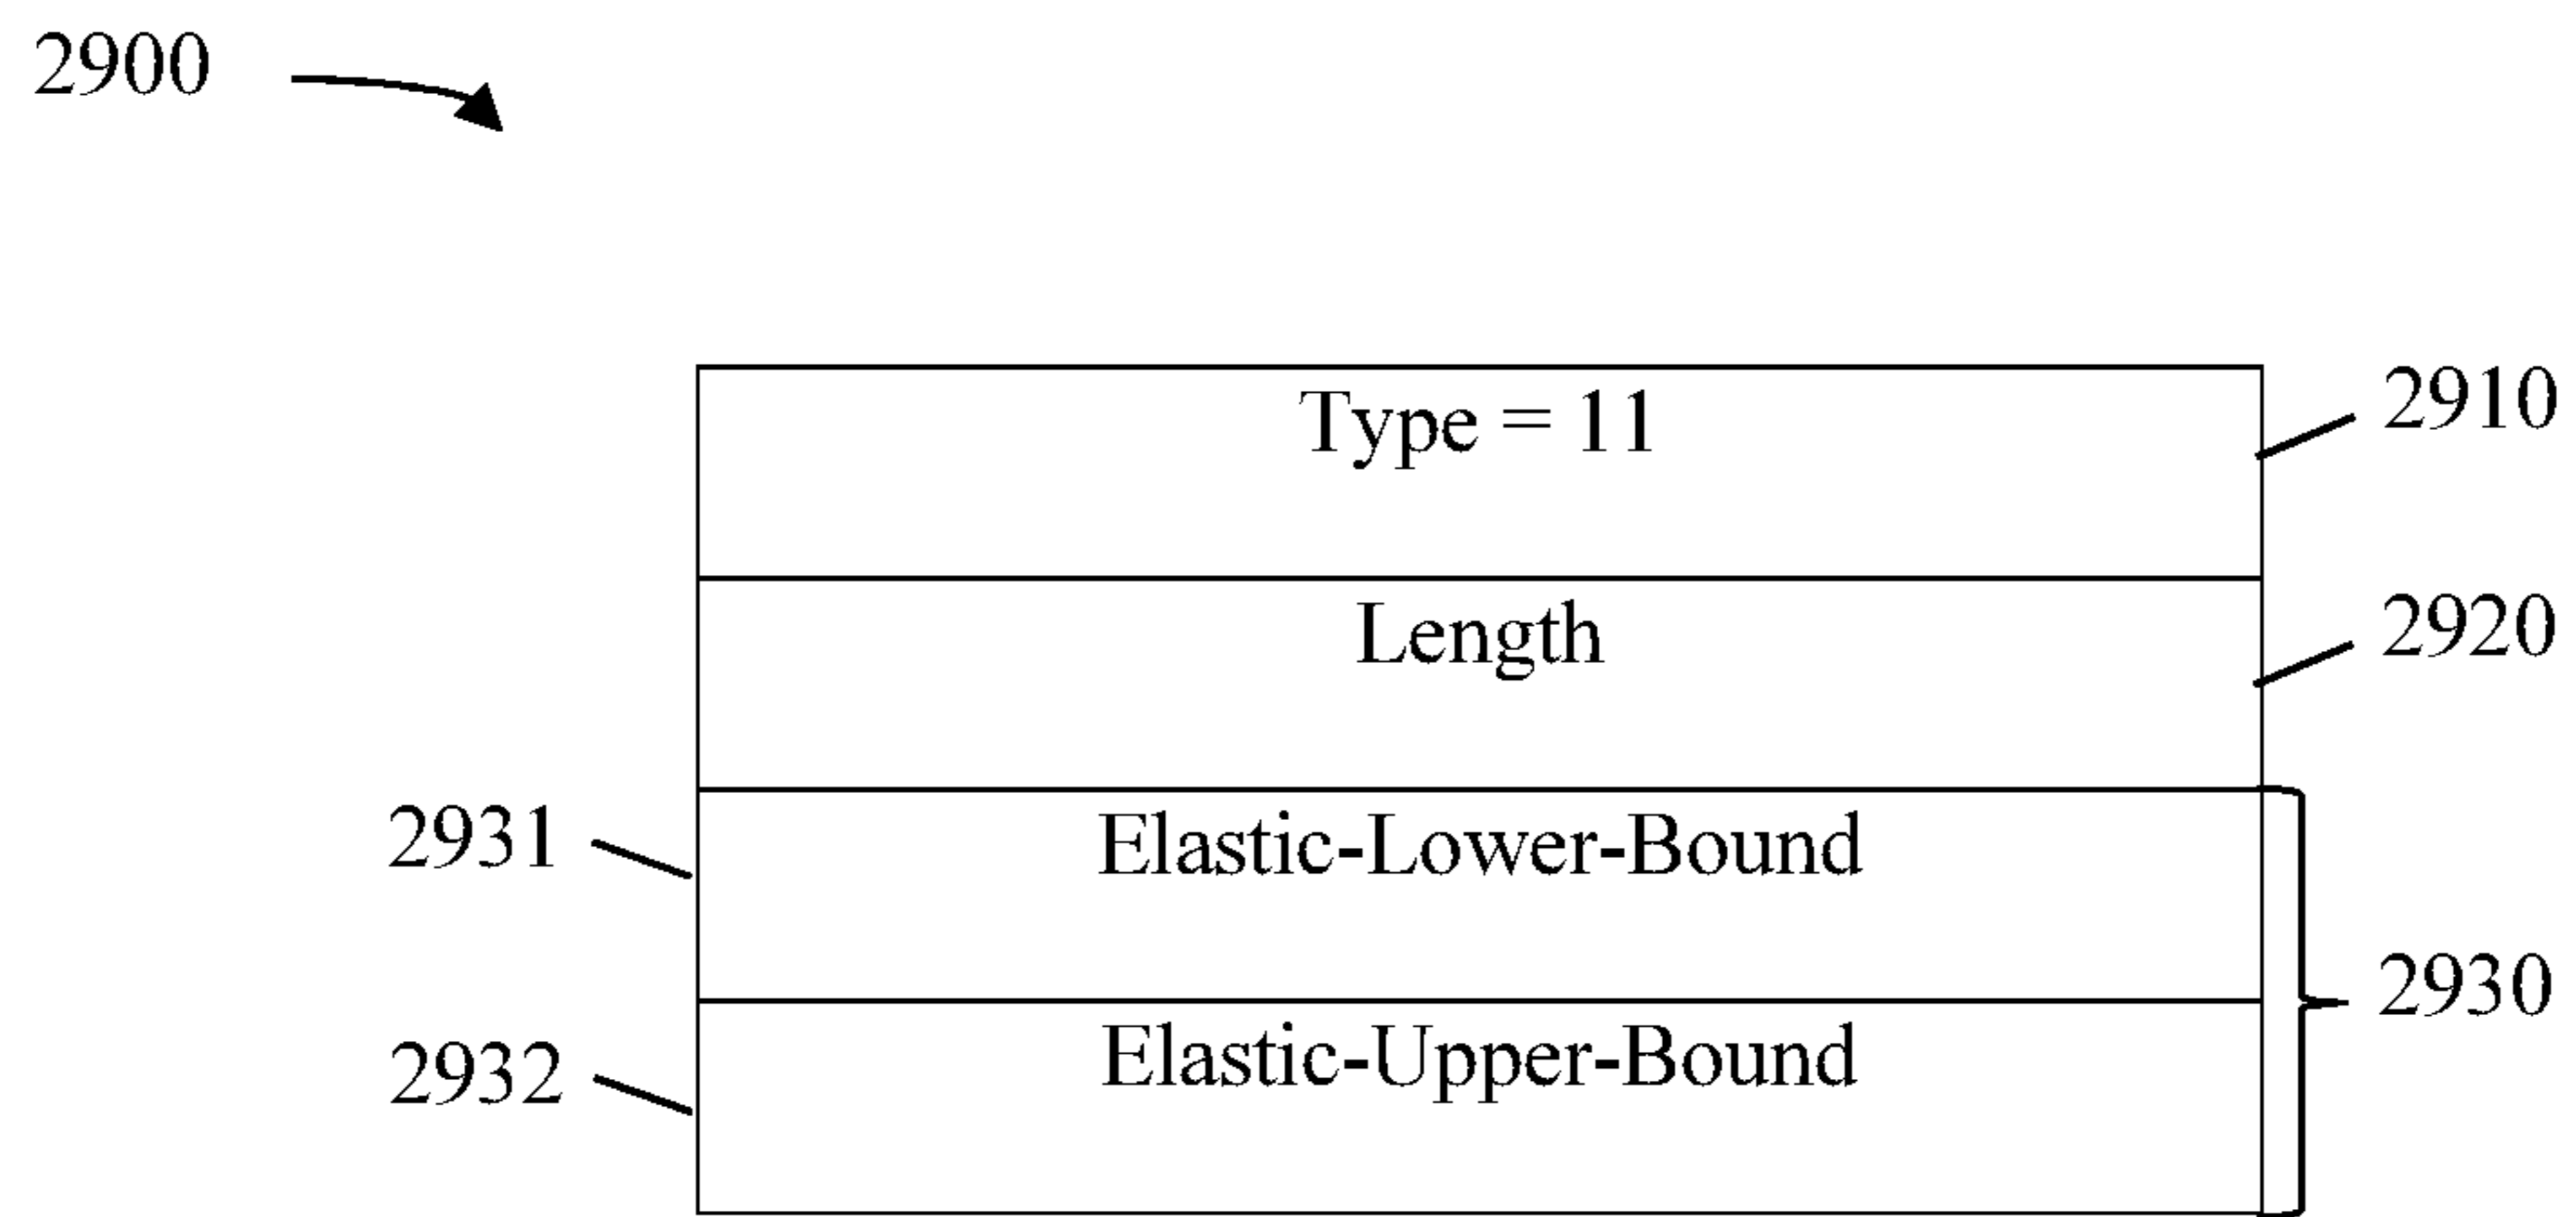 2900
Type = 11
2910
Length
2920
2931
Elastic-Lower-Bound
2930
2932
Elastic-Upper-Bound